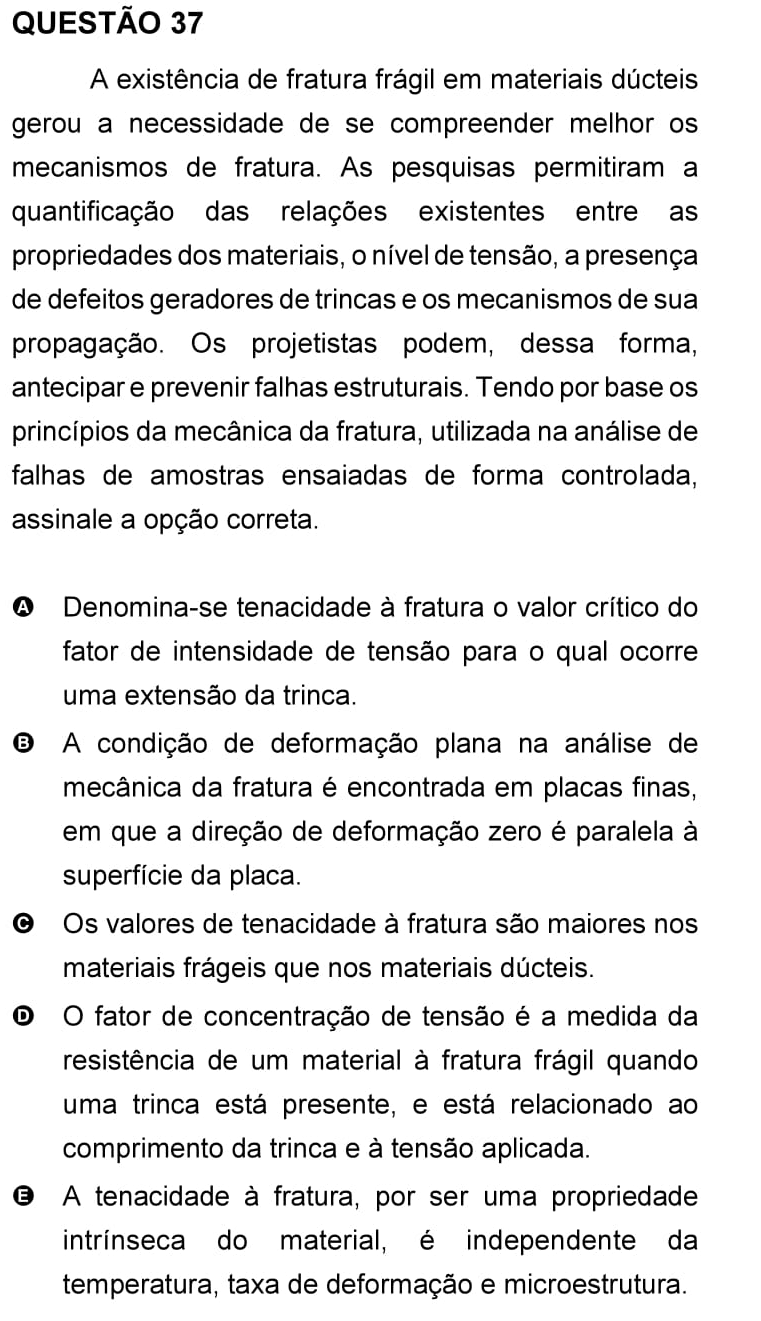 QUESTÃO 37
A existência de fratura frágil em materiais dúcteis
gerou a necessidade de se compreender melhor os
mecanismos de fratura. As pesquisas permitiram a
quantificação das relações existentes entre as
propriedades dos materiais, o nível de tensão, a presença
de defeitos geradores de trincas e os mecanismos de sua
propagação. Os projetistas podem, dessa forma,
antecipar e prevenir falhas estruturais. Tendo por base os
princípios da mecânica da fratura, utilizada na análise de
falhas de amostras ensaiadas de forma controlada,
assinale a opção correta.
A Denomina-se tenacidade à fratura o valor crítico do
fator de intensidade de tensão para o qual ocorre
uma extensão da trinca.
B A condição de deformação plana na análise de
mecânica da fratura é encontrada em placas finas,
em que a direção de deformação zero é paralela à
superfície da placa.
C Os valores de tenacidade à fratura são maiores nos
materiais frágeis que nos materiais dúcteis.
D O fator de concentração de tensão é a medida da
resistência de um material à fratura frágil quando
uma trinca está presente, e está relacionado ao
comprimento da trinca e à tensão aplicada.
E A tenacidade à fratura, por ser uma propriedade
intrínseca do material, é independente da
temperatura, taxa de deformação e microestrutura.